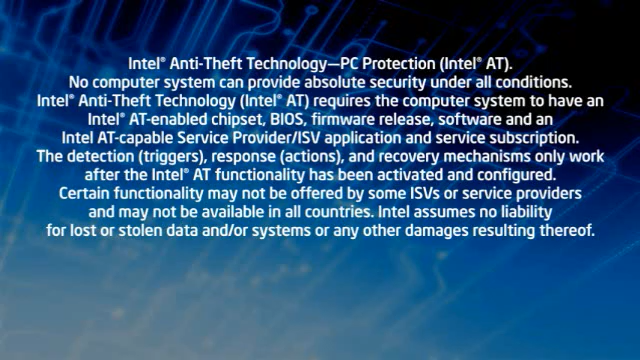 Intel® Anti-Theft Technology—PC Protection (Intel® AT).
No computer system can provide absolute security under all conditions.
Intel® Anti-Theft Technology (Intel® AT) requires the computer system to have an
Intel® AT-enabled chipset, BIOS, firmware release, software and an
Intel AT-capable Service Provider/ISV application and service subscription.
The detection (triggers), response (actions), and recovery mechanisms only work
after the Intel® AT functionality has been activated and configured.
Certain functionality may not be offered by some ISVs or service providers
and may not be available in all countries. Intel assumes no liability
for lost or stolen data and/or systems or any other damages resulting thereof.